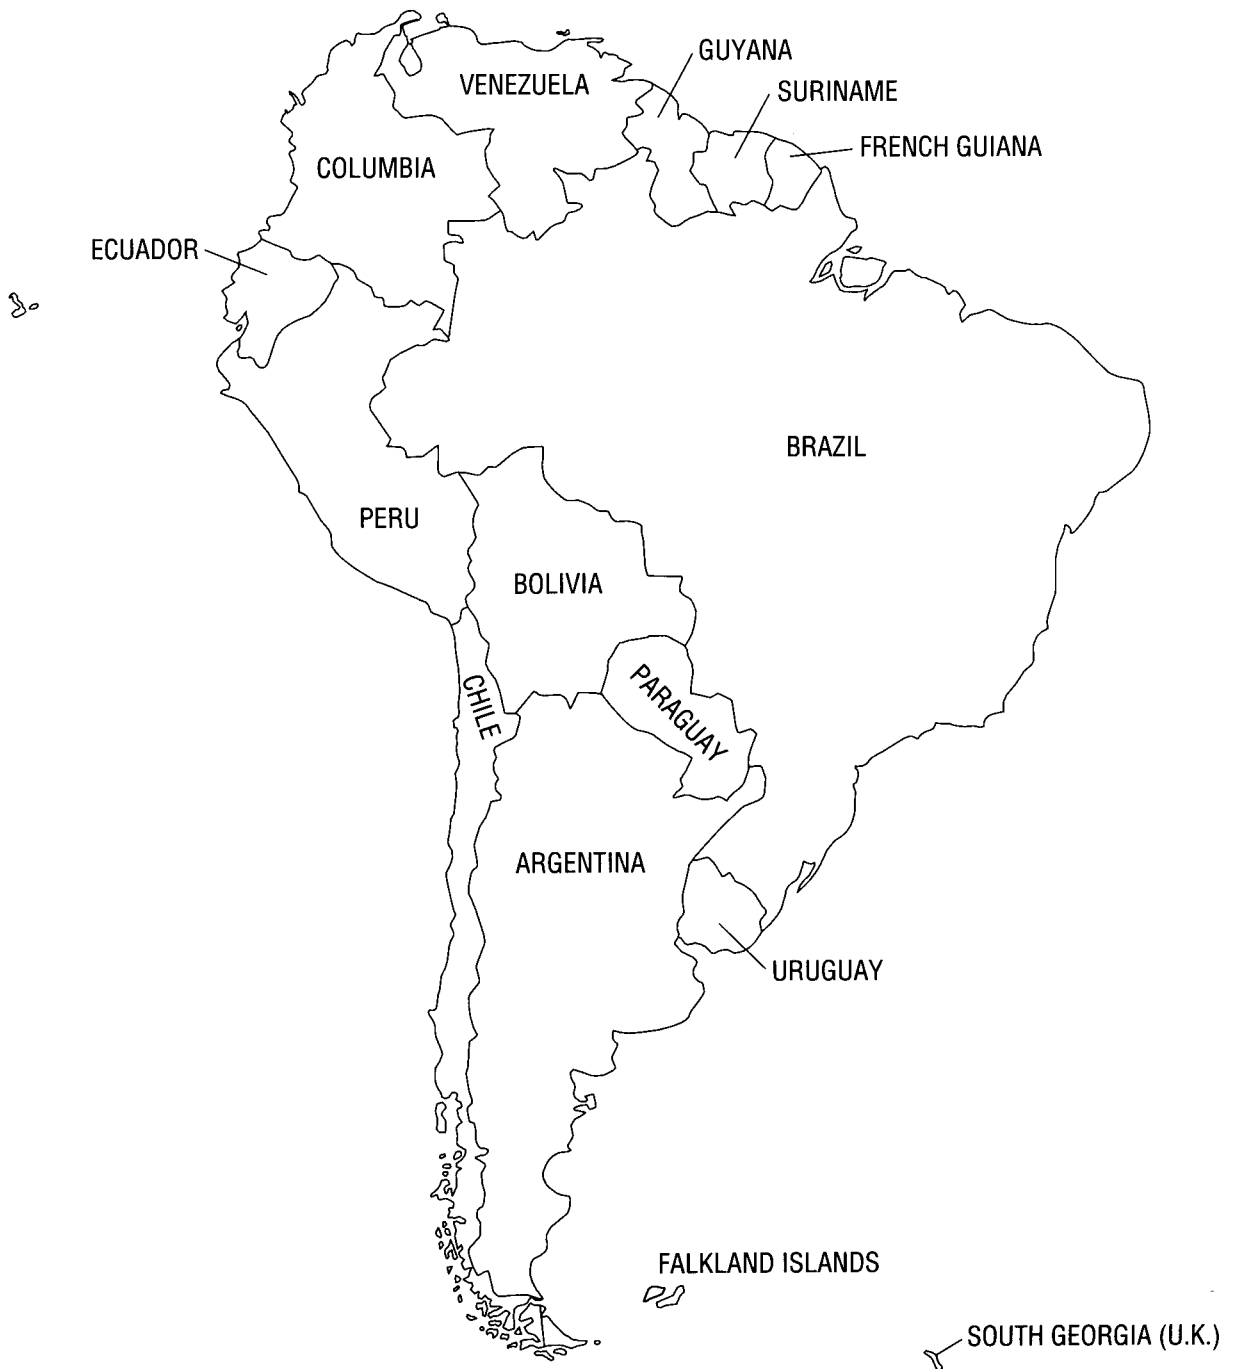 GUYANA
VENEZUELA
SURINAME
FRENCH GUIANA
COLUMBIA
ECUADOR
BRAZIL
PERU
BOLIVIA
PARAGUAY
CHILE
ARGENTINA
URUGUAY
FALKLAND ISLANDS
SOUTH GEORGIA (U.K.)